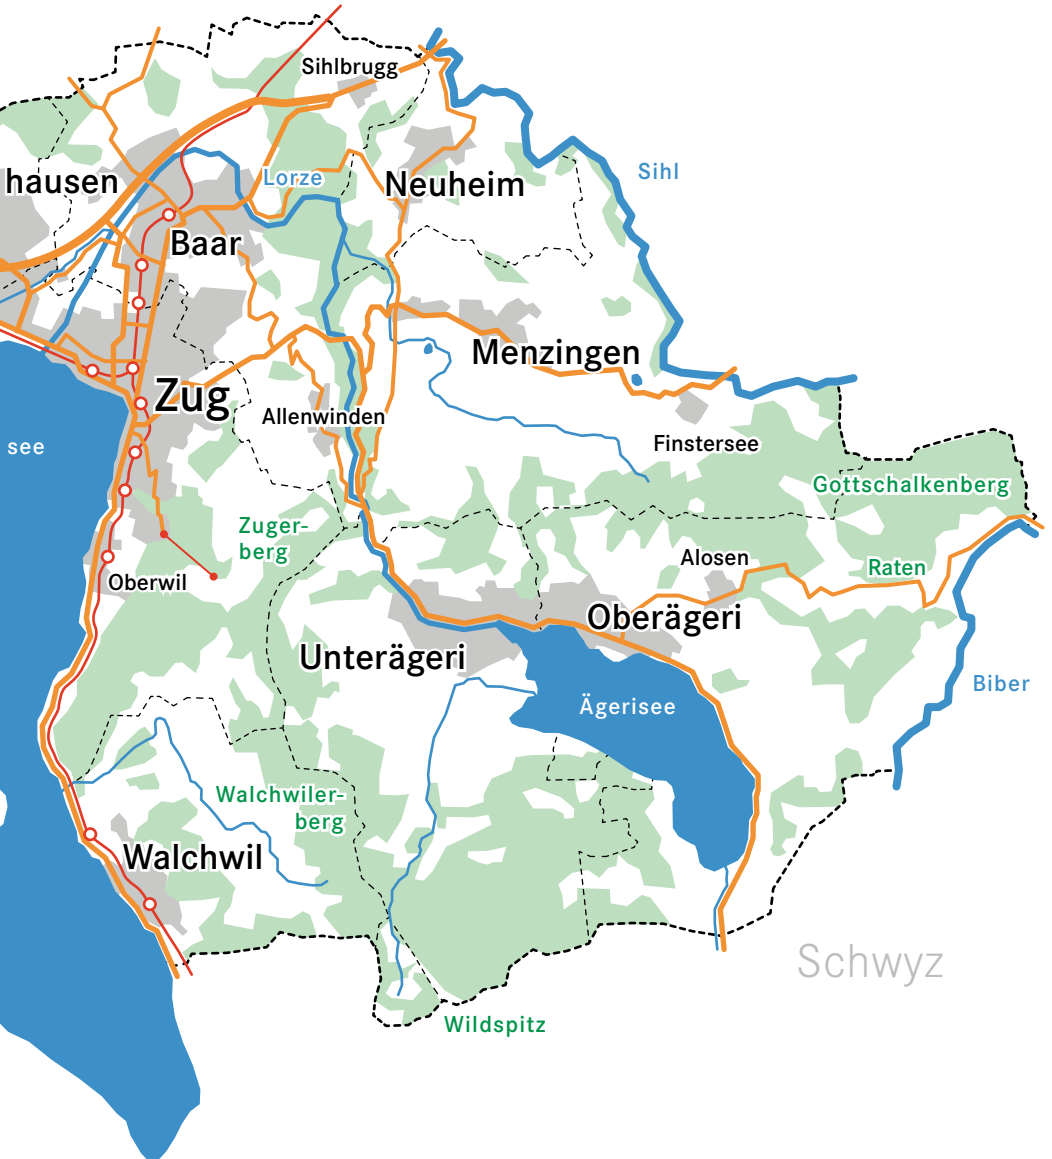 Sihlbrugg
hausen
Lorze
Neuheim
Sihl
Baar
Menzingen
Zug
Allenwinden
see
Finstersee
Gottschalkenberg
Zuger-
berg
Alosen
Raten
Oberwil
Oberägeri
Unterägeri
Biber
Ägerisee
Walchwiler-
berg
Walchwil
Schwyz
Wildspitz